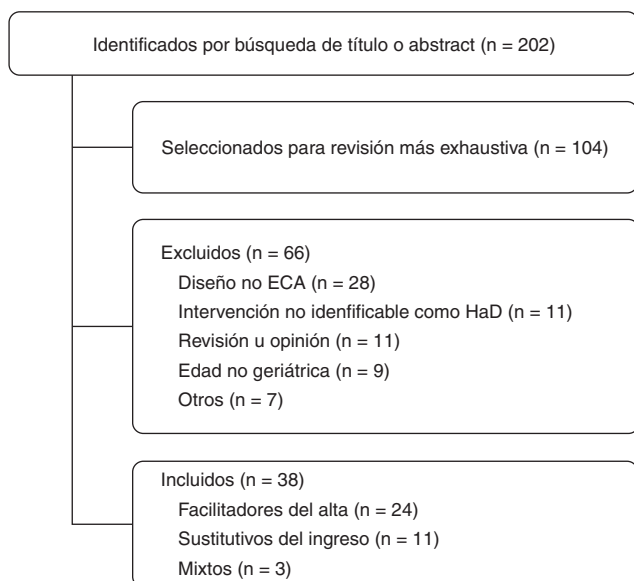 Identificados por búsqueda de título o abstract (n = 202)
Seleccionados para revisión más exhaustiva (n = 104)
Excluidos (n = 66)
Diseño no ECA (n = 28)
Intervención no idenfificable como HaD (n = 11)
Revisión u opinión (n = 11)
Edad no geriátrica (n = 9)
Otros (n = 7)
Incluidos (n = 38)
Facilitadores del alta (n = 24)
Sustitutivos del ingreso (n = 11)
Mixtos (n = 3)